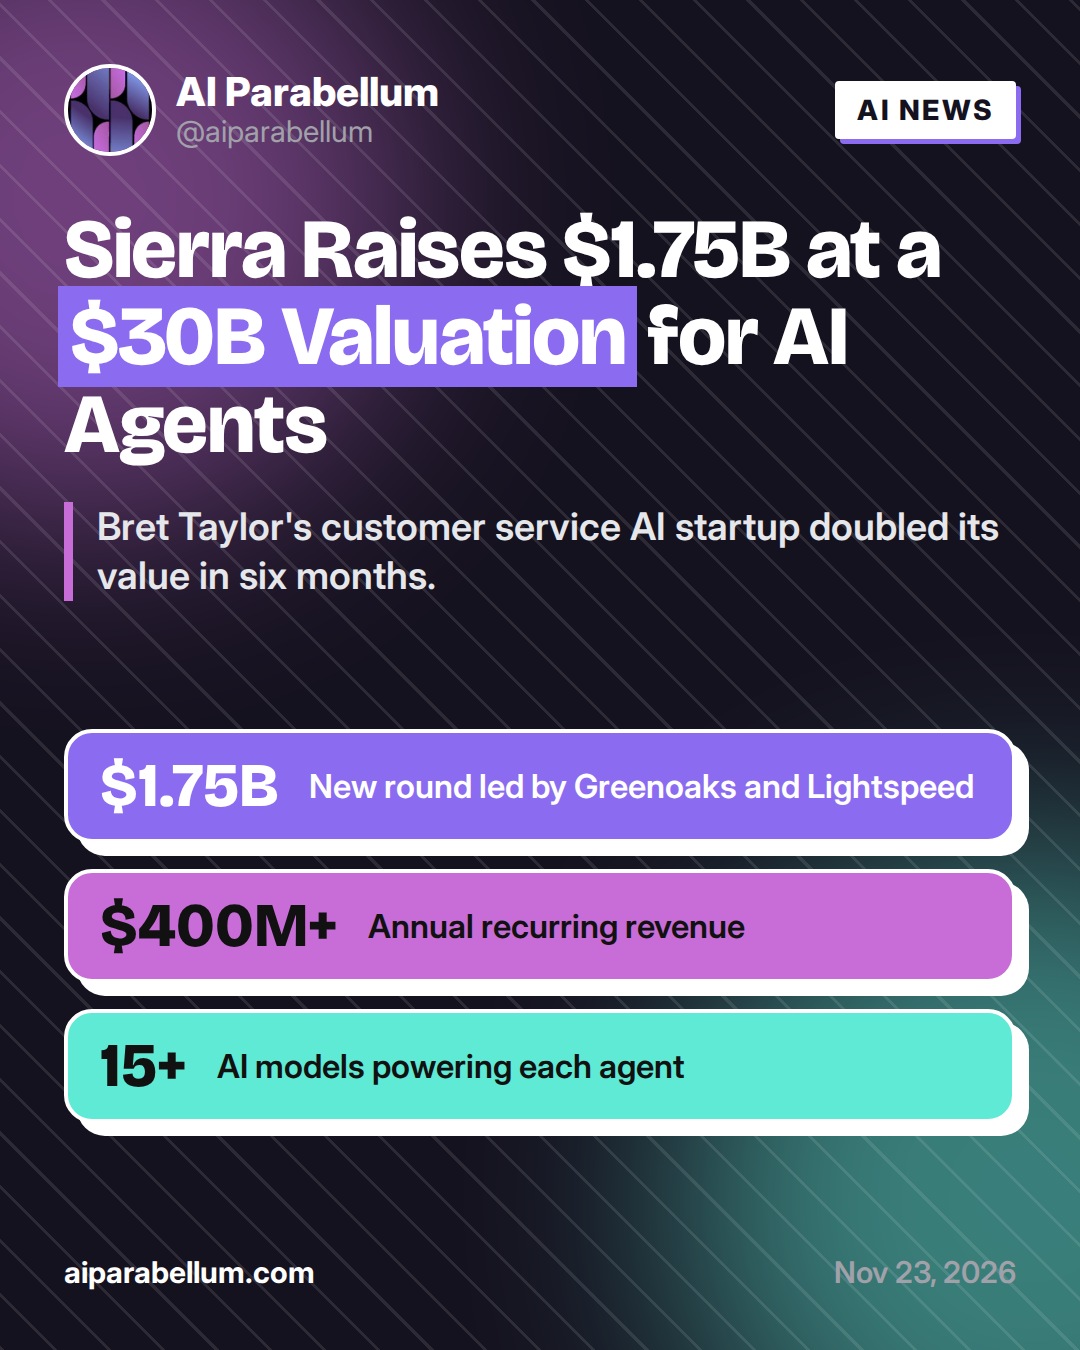 AI Parabellum
@aiparabellum
AI NEWS
Sierra Raises $1.75B at a
$30B Valuation for AI
Agents
Bret Taylor's customer service AI startup doubled its
value in six months.
$1.75B New round led by Greenoaks and Lightspeed
$400M+ Annual recurring revenue
15+ AI models powering each agent
aiparabellum.com
Nov 23, 2026